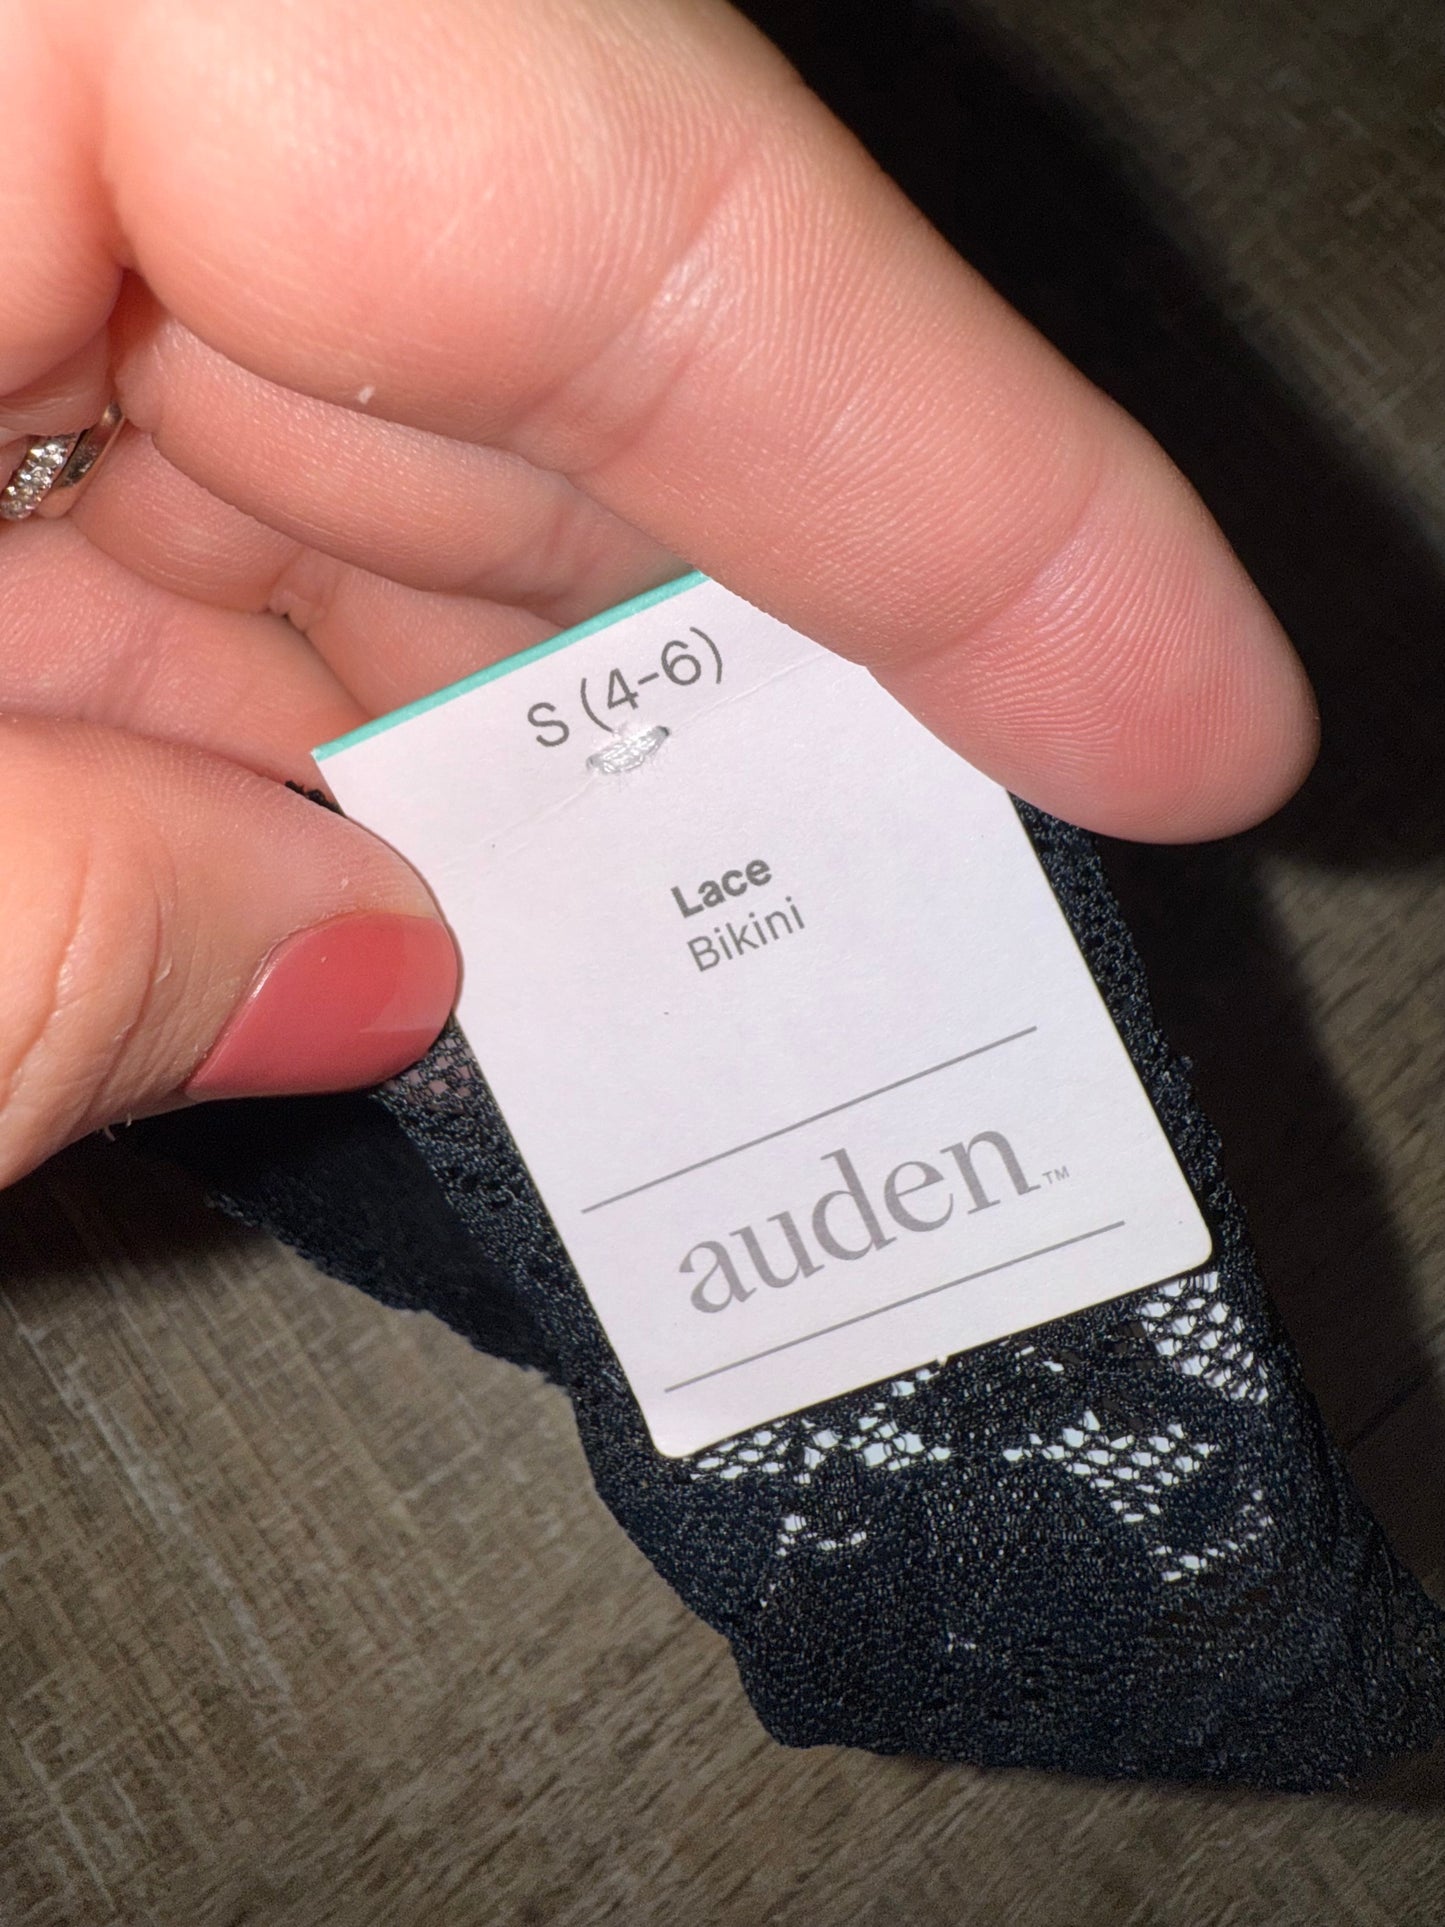 S (4-6)
Lace
Bikini
auden™